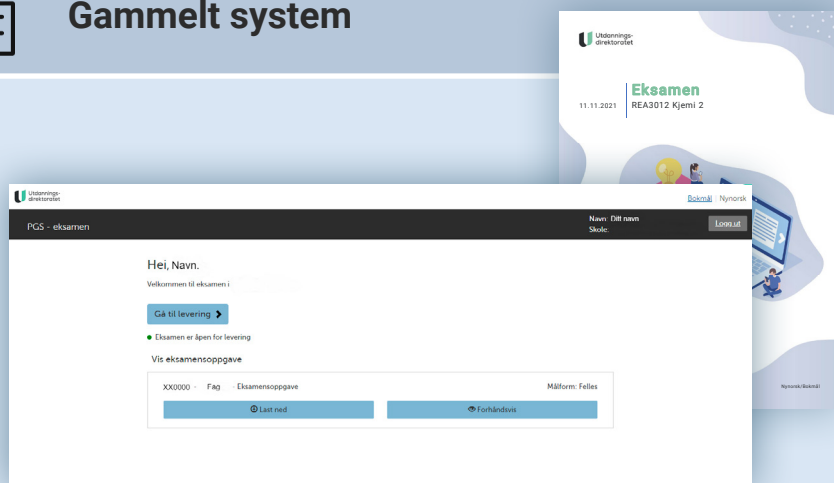 Gammelt system
Utdannings-
direktoratet
Eksamen
11.11.2021
REA3012 Kjemi 2
Nynorsk/Bokmål
Utdannings-
direktoratet
Bokmål | Nynorsk
PGS - eksamen
Navn: Ditt navn
Skole:
Logg ut
Hei, Navn.
Velkommen til eksamen i
Gå til levering
Eksamen er åpen for levering
Vis eksamensoppgave
XX0000 - Fag - Eksamensoppgave
Målform: Felles
Last ned
Forhåndsvis